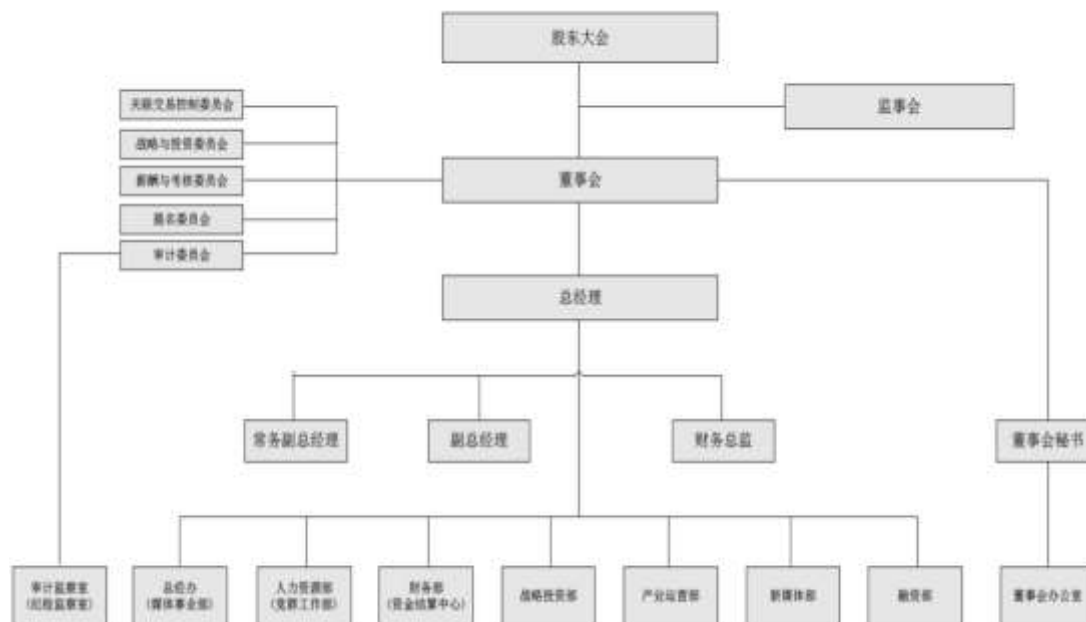 股东大会
监事会
关联交易控制委员会
战略与投资委员会
薪酬与考核委员会
提名委员会
审计委员会
董事会
总经理
常务副总经理
副总经理
财务总监
董事会秘书
审计监察室
(纪检监察室)
总经办
(媒体事业部)
人力资源部
(党群工作部)
财务部
(资金结算中心)
战略投资部
产业运营部
新媒体部
融资部
董事会办公室